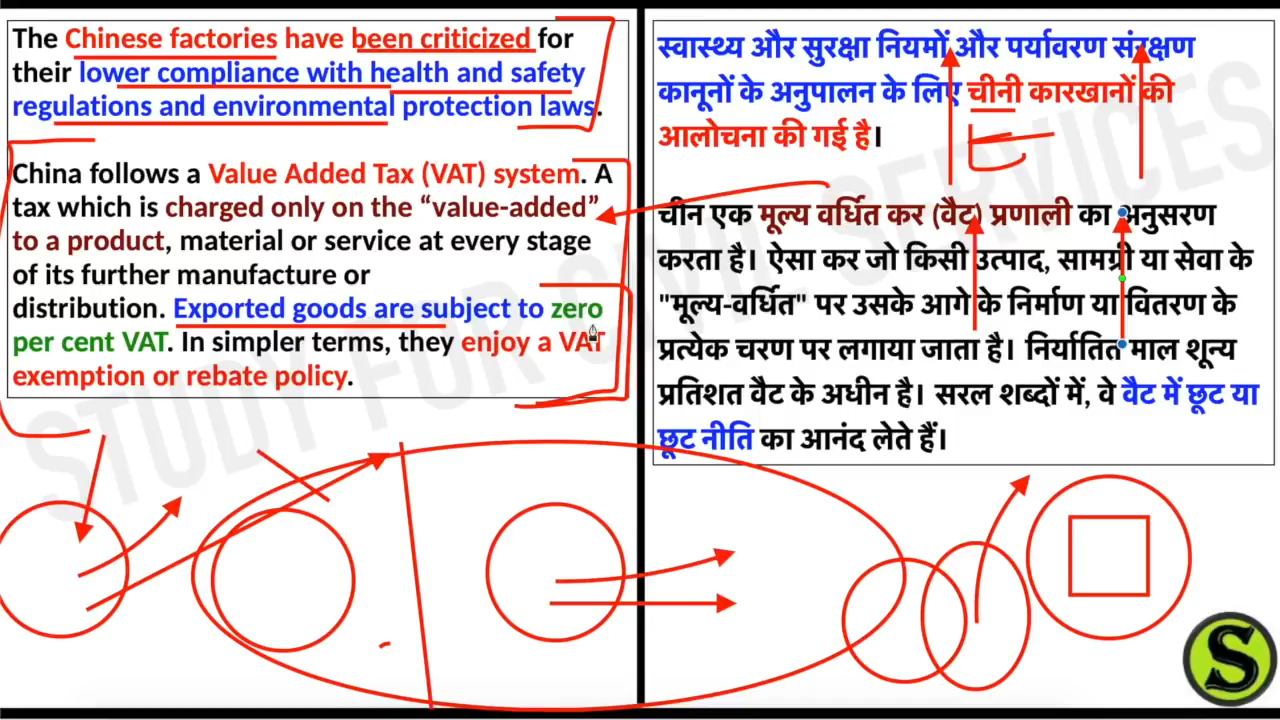 The Chinese factories have been criticized for
their lower compliance with health and safety
regulations and environmental protection laws.
China follows a Value Added Tax (VAT) system. A
tax which is charged only on the “value-added”
to a product, material or service at every stage
of its further manufacture or
distribution. Exported goods are subject to zero
per cent VAT. In simpler terms, they enjoy a VAT
exemption or rebate policy.
स्वास्थ्य और सुरक्षा नियमों और पर्यावरण संरक्षण
कानूनों के अनुपालन के लिए चीनी कारखानों की
आलोचना की गई है।
चीन एक मूल्य वर्धित कर (वैट) प्रणाली का अनुसरण
करता है। ऐसा कर जो किसी उत्पाद, सामग्री या सेवा के
"मूल्य-वर्धित" पर उसके आगे के निर्माण या वितरण के
प्रत्येक चरण पर लगाया जाता है। निर्यातित माल शून्य
प्रतिशत वैट के अधीन है। सरल शब्दों में, वे वैट में छूट या
छूट नीति का आनंद लेते हैं।
STUDY FOR CIVIL SERVICES
S